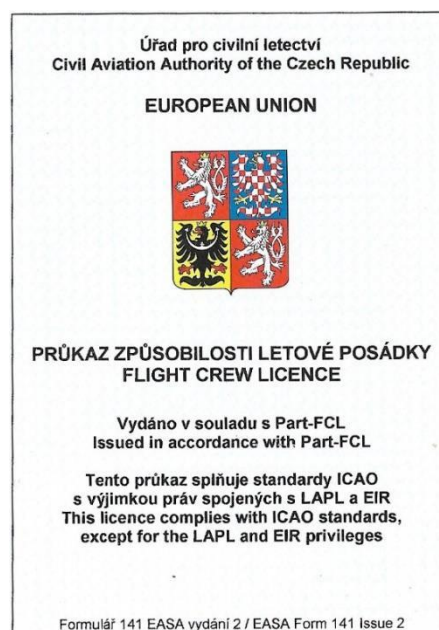 Úřad pro civilní letectví
Civil Aviation Authority of the Czech Republic
EUROPEAN UNION
PRŮKAZ ZPŮSOBILOSTI LETOVÉ POSÁDKY
FLIGHT CREW LICENCE
Vydáno v souladu s Part-FCL
Issued in accordance with Part-FCL
Tento průkaz splňuje standardy ICAO
s výjimkou práv spojených s LAPL a EIR
This licence complies with ICAO standards,
except for the LAPL and EIR privileges
Formulář 141 EASA vydání 2 / EASA Form 141 Issue 2